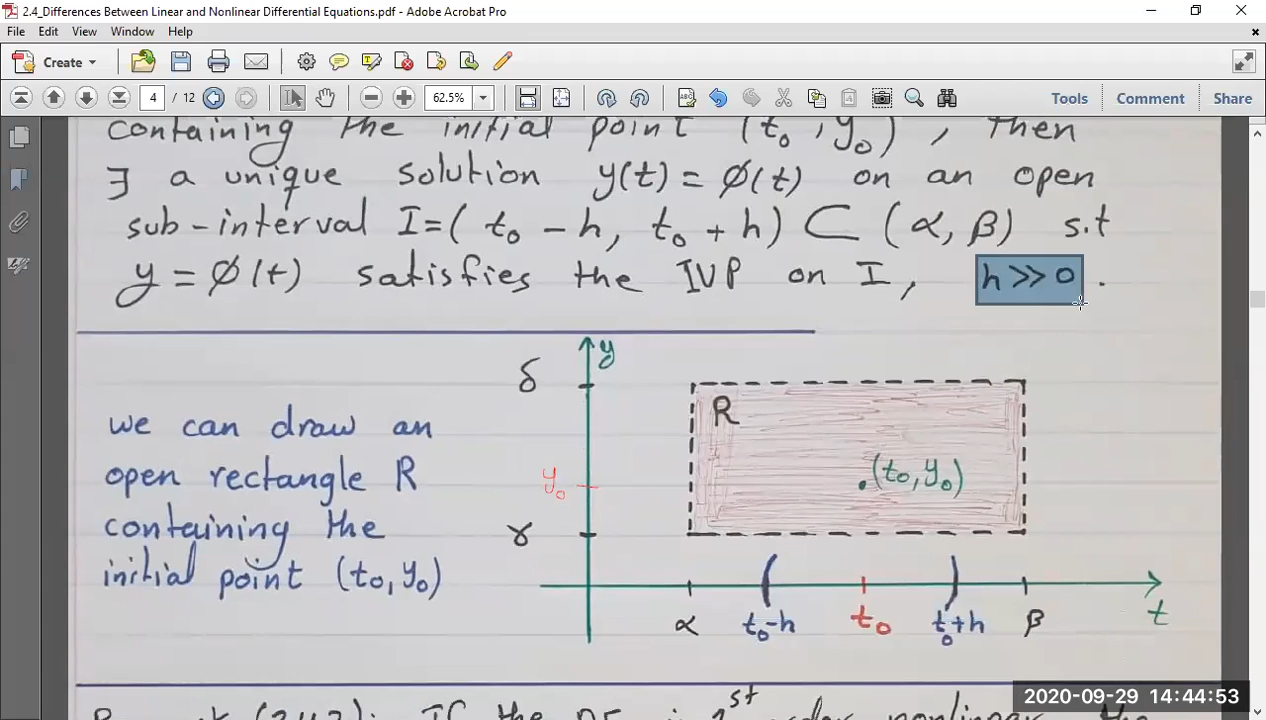 2.4_Differences Between Linear and Nonlinear Differential Equations.pdf - Adobe Acrobat Pro
File Edit View Window Help
Create
4 / 12 62.5% Tools Comment Share
containing the initial point (t₀, y₀), Then
∃ a unique solution y(t) = ϕ(t) on an open
sub-interval I=(t₀ - h, t₀ + h) ⊂ (α, β) s.t
y = ϕ(t) satisfies the IVP on I, h >> 0.
y
δ
R
we can draw an
open rectangle R
(t₀, y₀)
y₀
containing the
γ
initial point (t₀, y₀)
α t₀-h t₀ t₀+h β t
2020-09-29 14:44:53